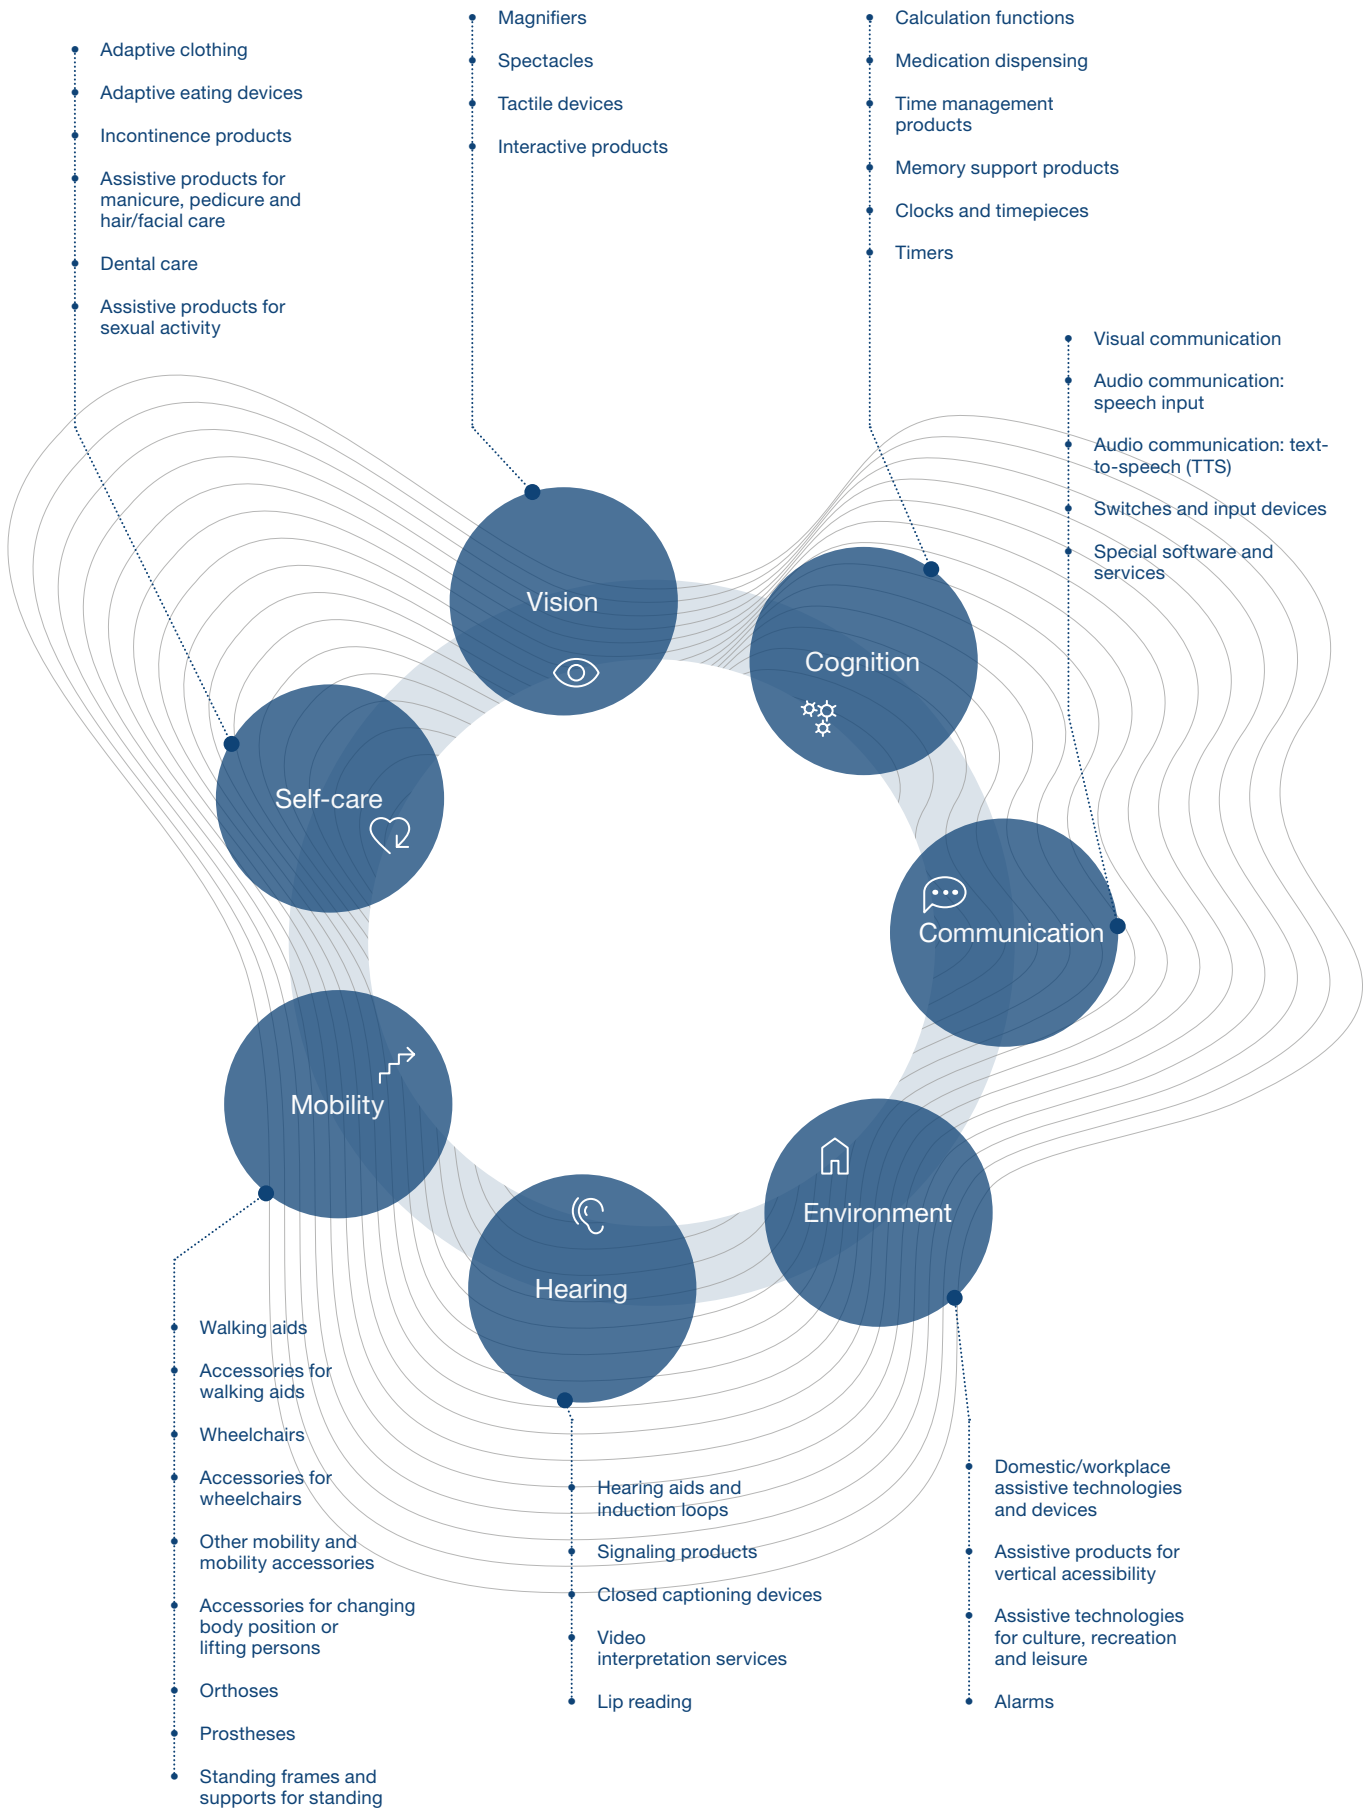 Adaptive clothing
Adaptive eating devices
Incontinence products
Assistive products for
manicure, pedicure and
hair/facial care
Dental care
Assistive products for
sexual activity
Magnifiers
Spectacles
Tactile devices
Interactive products
Calculation functions
Medication dispensing
Time management
products
Memory support products
Clocks and timepieces
Timers
Visual communication
Audio communication:
speech input
Audio communication: text-
to-speech (TTS)
Switches and input devices
Special software and
services
Vision
Cognition
Self-care
Communication
Mobility
Environment
Hearing
Walking aids
Accessories for
walking aids
Wheelchairs
Accessories for
wheelchairs
Other mobility and
mobility accessories
Accessories for changing
body position or
lifting persons
Orthoses
Prostheses
Standing frames and
supports for standing
Hearing aids and
induction loops
Signaling products
Closed captioning devices
Video
interpretation services
Lip reading
Domestic/workplace
assistive technologies
and devices
Assistive products for
vertical acessibility
Assistive technologies
for culture, recreation
and leisure
Alarms